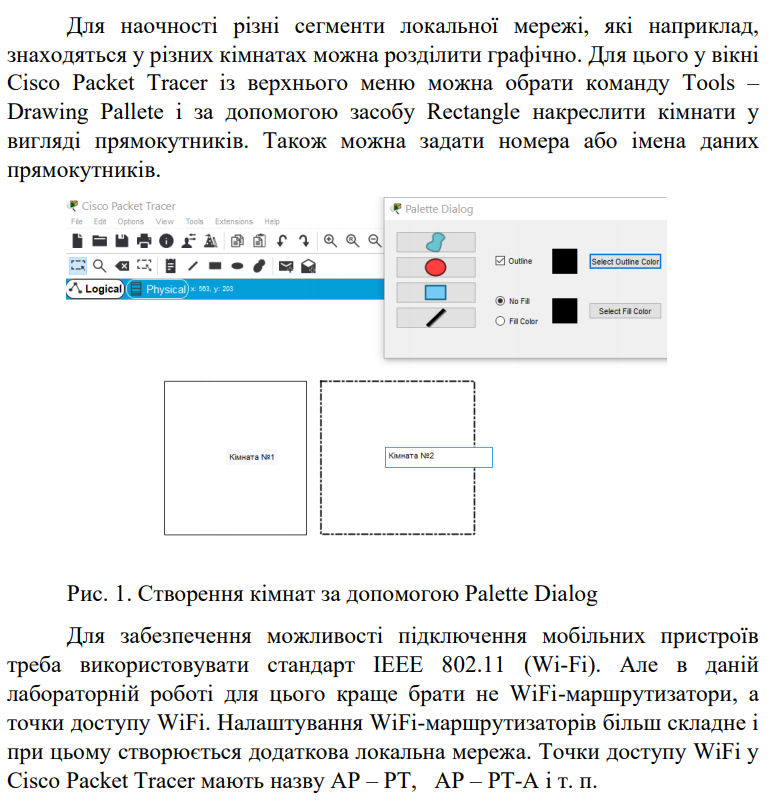 Для наочності різні сегменти локальної мережі, які наприклад,
знаходяться у різних кімнатах можна розділити графічно. Для цього у вікні
Cisco Packet Tracer із верхнього меню можна обрати команду Tools –
Drawing Pallete і за допомогою засобу Rectangle накреслити кімнати у
вигляді прямокутників. Також можна задати номера або імена даних
прямокутників.
Cisco Packet Tracer
File Edit Options View Tools Extensions Help
Logical Physical x: 563, y: 203
Palette Dialog
Outline
Select Outline Color
No Fill
Fill Color
Select Fill Color
Кімната №1
Кімната №2
Рис. 1. Створення кімнат за допомогою Palette Dialog
Для забезпечення можливості підключення мобільних пристроїв
треба використовувати стандарт IEEE 802.11 (Wi-Fi). Але в даній
лабораторній роботі для цього краще брати не WiFi-маршрутизатори, а
точки доступу WiFi. Налаштування WiFi-маршрутизаторів більш складне і
при цьому створюється додаткова локальна мережа. Точки доступу WiFi у
Cisco Packet Tracer мають назву AP – PT, AP – PT-A і т. п.